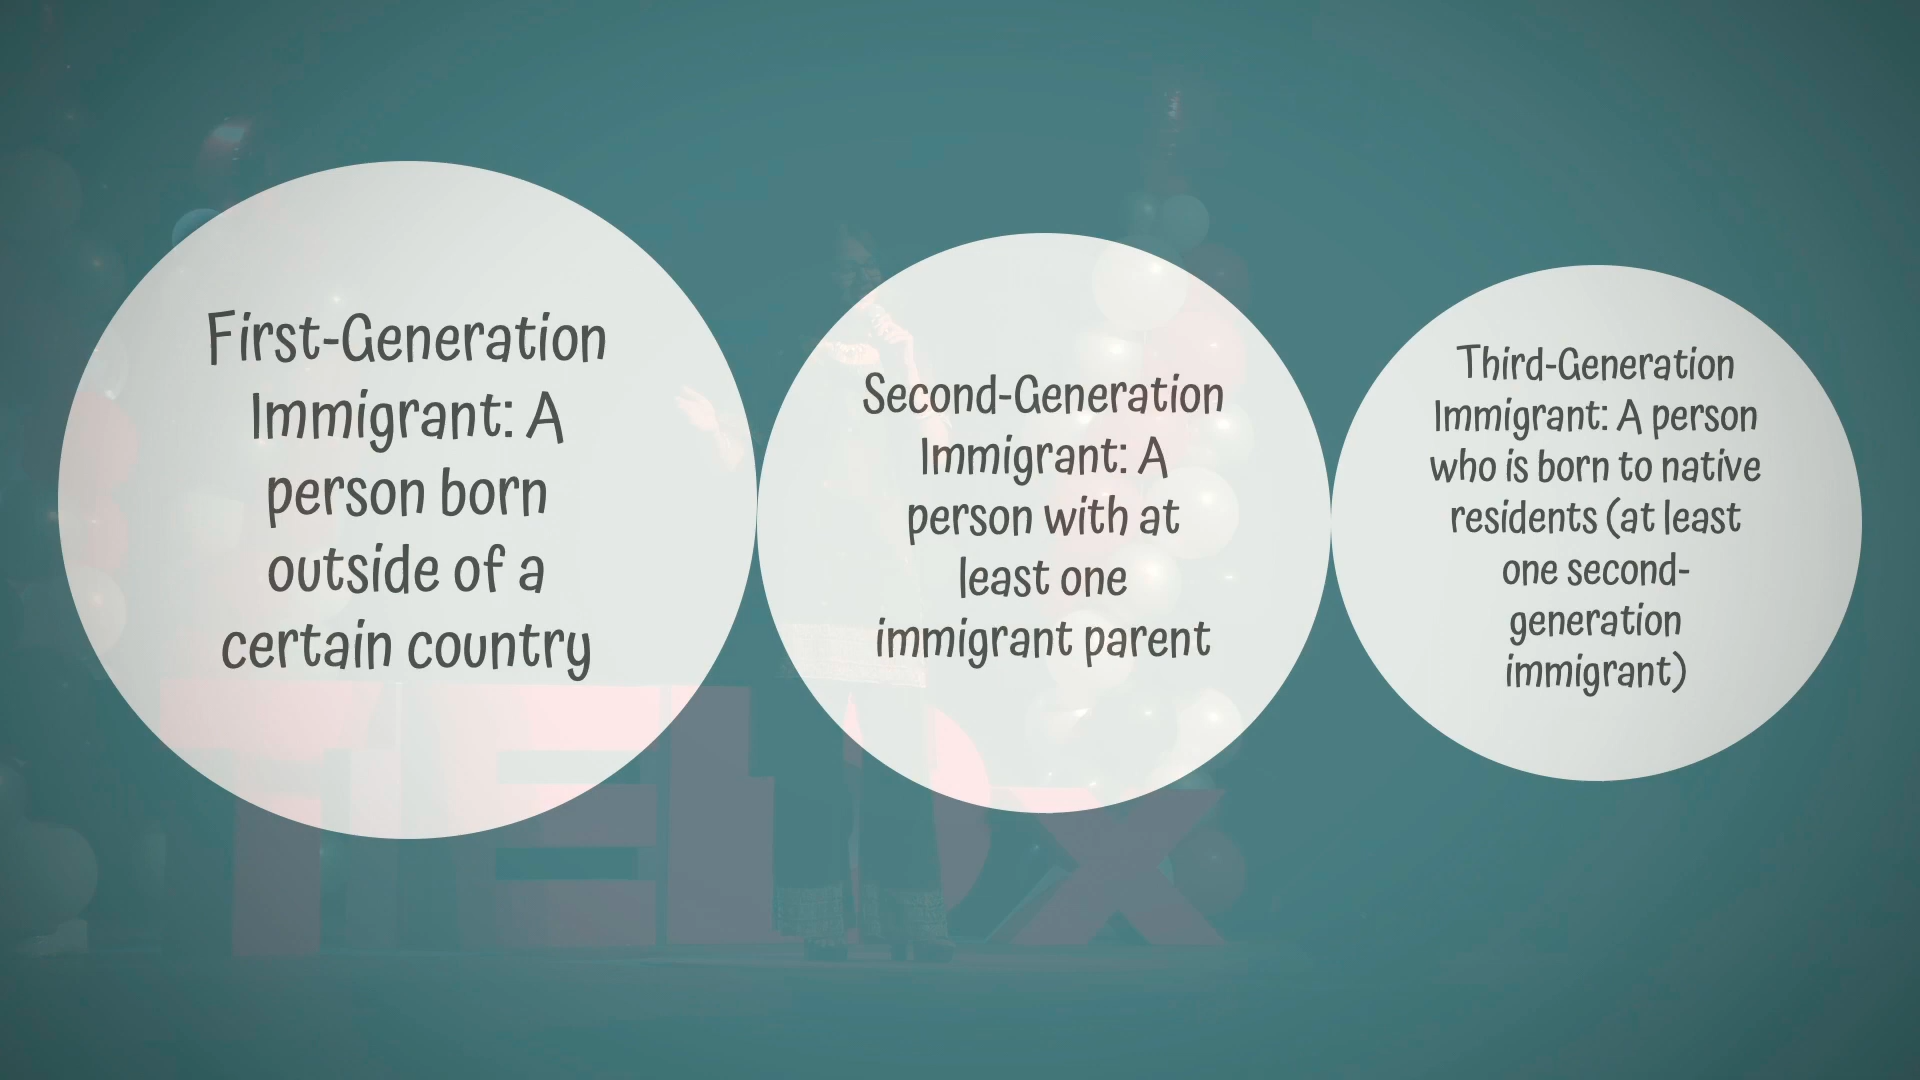 First-Generation
Immigrant: A
person born
outside of a
certain country
Second-Generation
Immigrant: A
person with at
least one
immigrant parent
Third-Generation
Immigrant: A person
who is born to native
residents (at least
one second-
generation
immigrant)
TEDx